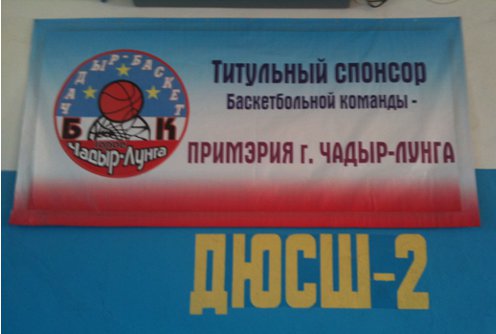 ЧАДЫР-БАСКЕТ
Б К
Чадыр-Лунга
Титульный спонсор
Баскетбольной команды -
ПРИМЭРИЯ г. ЧАДЫР-ЛУНГА
ДЮСШ-2